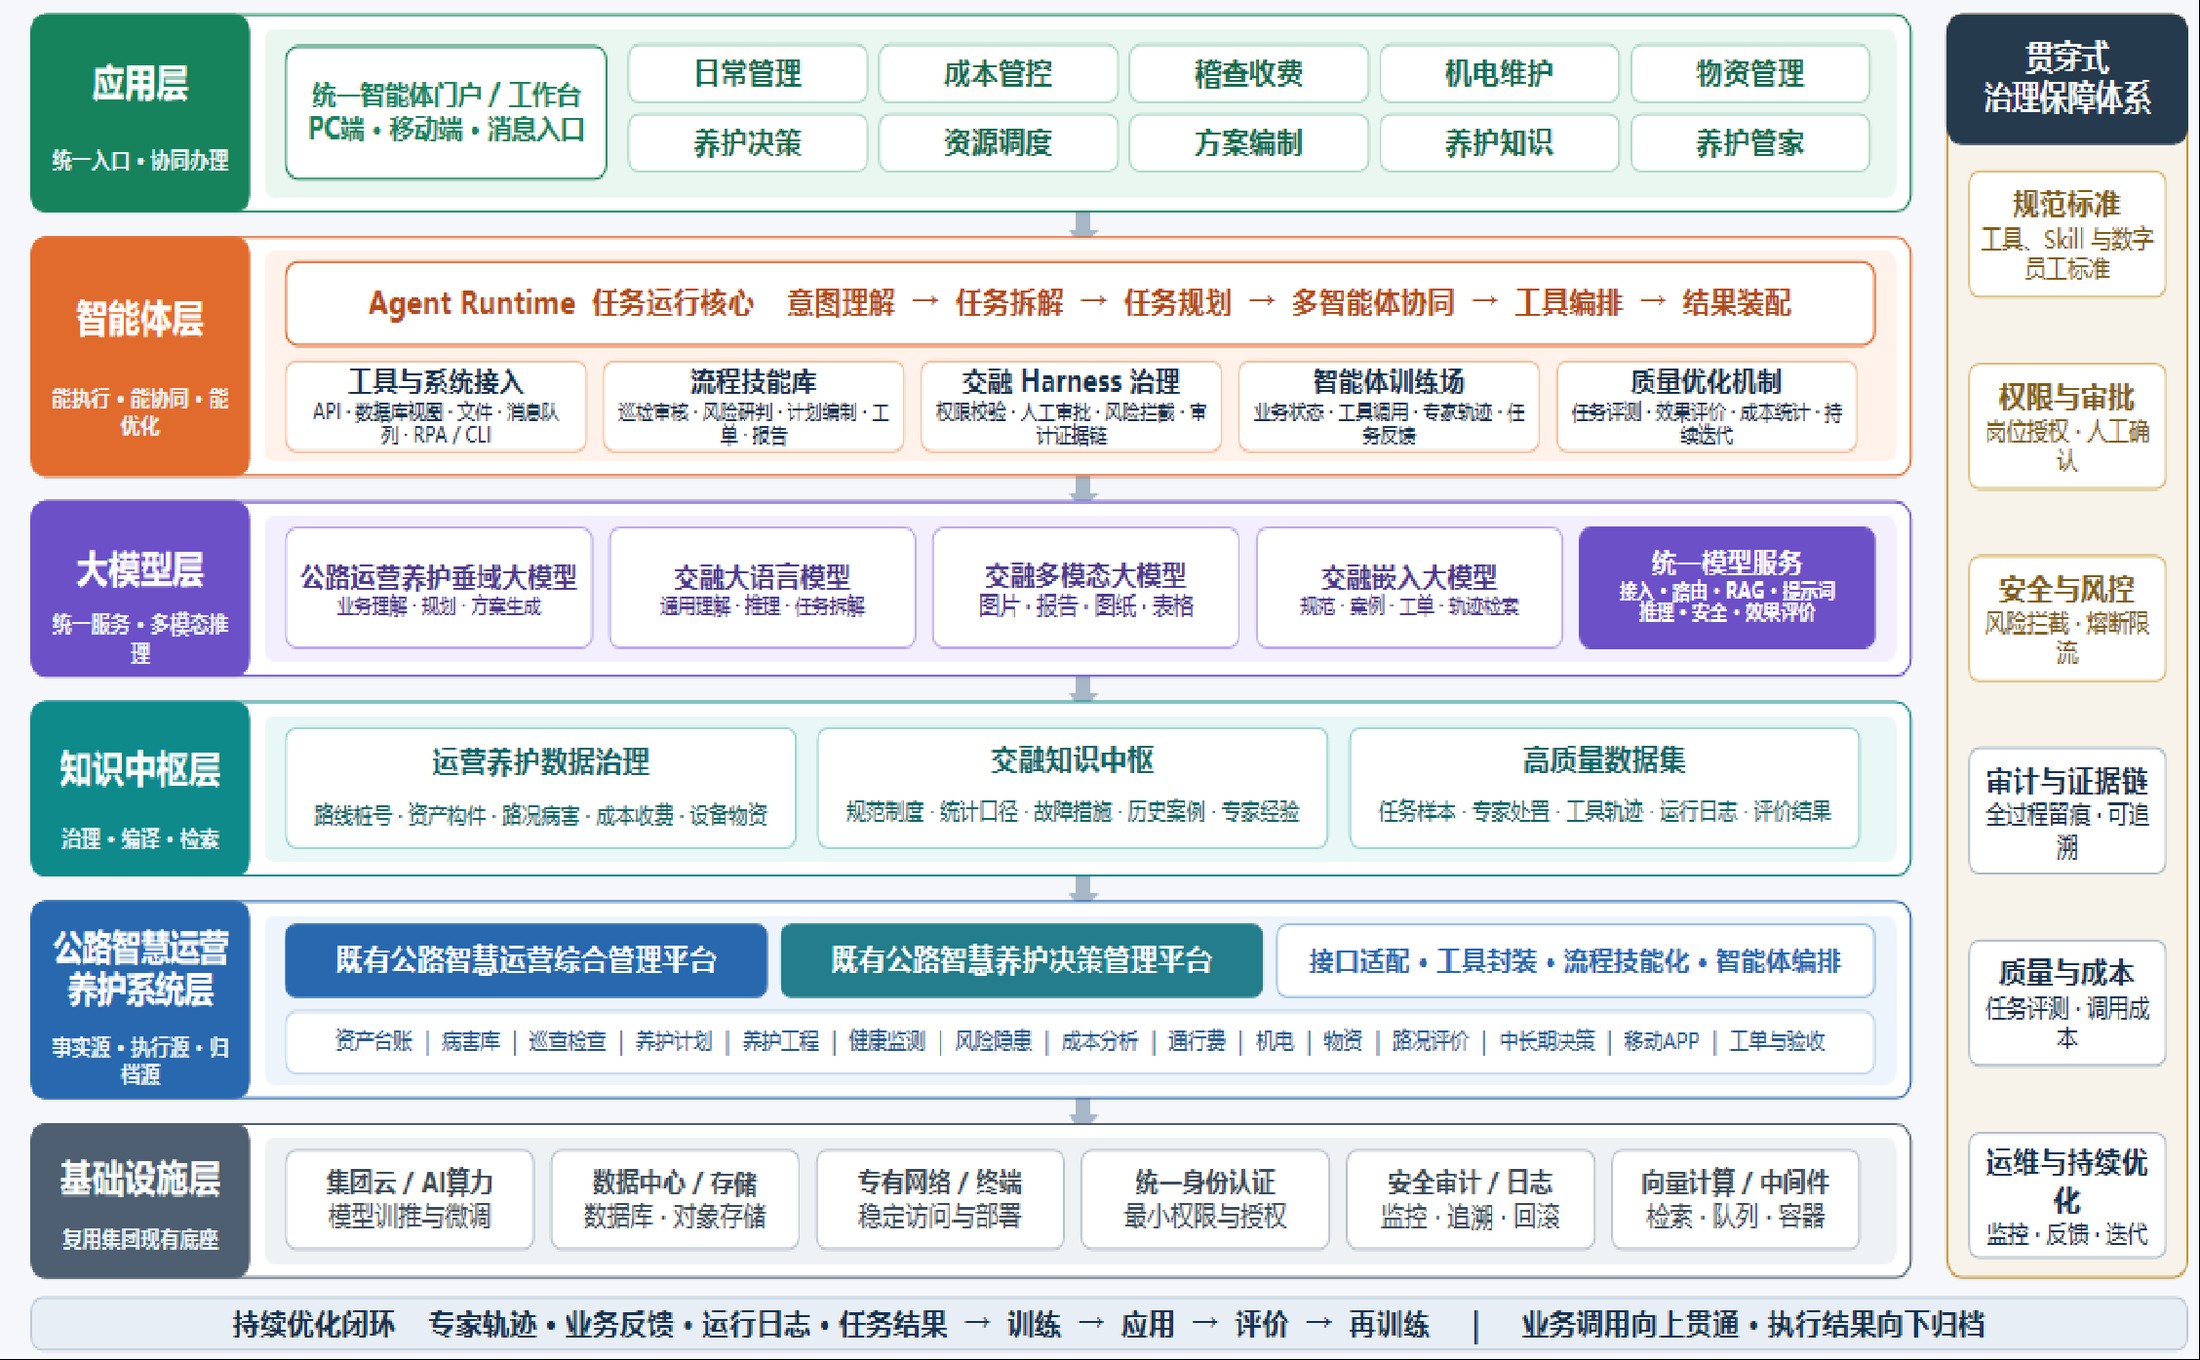 应用层
统一入口 • 协同办理
统一智能体门户 / 工作台
PC端 • 移动端 • 消息入口
日常管理
成本管控
稽查收费
机电维护
物资管理
养护决策
资源调度
方案编制
养护知识
养护管家
智能体层
能执行 • 能协同 • 能
优化
Agent Runtime 任务运行核心 意图理解 → 任务拆解 → 任务规划 → 多智能体协同 → 工具编排 → 结果装配
工具与系统接入
API · 数据库视图 · 文件 · 消息队
列 · RPA / CLI
流程技能库
巡检审核 · 风险研判 · 计划编制 · 工
单 · 报告
交融 Harness 治理
权限校验 · 人工审批 · 风险拦截 · 审
计证据链
智能体训练场
业务状态 · 工具调用 · 专家轨迹 · 任
务反馈
质量优化机制
任务评测 · 效果评价 · 成本统计 · 持
续迭代
大模型层
统一服务 • 多模态推
理
公路运营养护垂域大模型
业务理解 · 规划 · 方案生成
交融大语言模型
通用理解 · 推理 · 任务拆解
交融多模态大模型
图片 · 报告 · 图纸 · 表格
交融嵌入大模型
规范 · 案例 · 工单 · 轨迹检索
统一模型服务
接入 • 路由 • RAG • 提示词
推理 • 安全 • 效果评价
知识中枢层
治理 • 编译 • 检索
运营养护数据治理
路线桩号 · 资产构件 · 路况病害 · 成本收费 · 设备物资
交融知识中枢
规范制度 · 统计口径 · 故障措施 · 历史案例 · 专家经验
高质量数据集
任务样本 · 专家处置 · 工具轨迹 · 运行日志 · 评价结果
公路智慧运营
养护系统层
事实源 • 执行源 • 归
档源
既有公路智慧运营综合管理平台
既有公路智慧养护决策管理平台
接口适配 • 工具封装 • 流程技能化 • 智能体编排
资产台账 | 病害库 | 巡查检查 | 养护计划 | 养护工程 | 健康监测 | 风险隐患 | 成本分析 | 通行费 | 机电 | 物资 | 路况评价 | 中长期决策 | 移动APP | 工单与验收
基础设施层
复用集团现有底座
集团云 / AI算力
模型训推与微调
数据中心 / 存储
数据库 · 对象存储
专有网络 / 终端
稳定访问与部署
统一身份认证
最小权限与授权
安全审计 / 日志
监控 · 追溯 · 回滚
向量计算 / 中间件
检索 · 队列 · 容器
贯穿式
治理保障体系
规范标准
工具、Skill 与数字
员工标准
权限与审批
岗位授权 · 人工确
认
安全与风控
风险拦截 · 熔断限
流
审计与证据链
全过程留痕 · 可追
溯
质量与成本
任务评测 · 调用成
本
运维与持续优
化
监控 · 反馈 · 迭代
持续优化闭环 专家轨迹 • 业务反馈 • 运行日志 • 任务结果 → 训练 → 应用 → 评价 → 再训练 | 业务调用向上贯通 • 执行结果向下归档